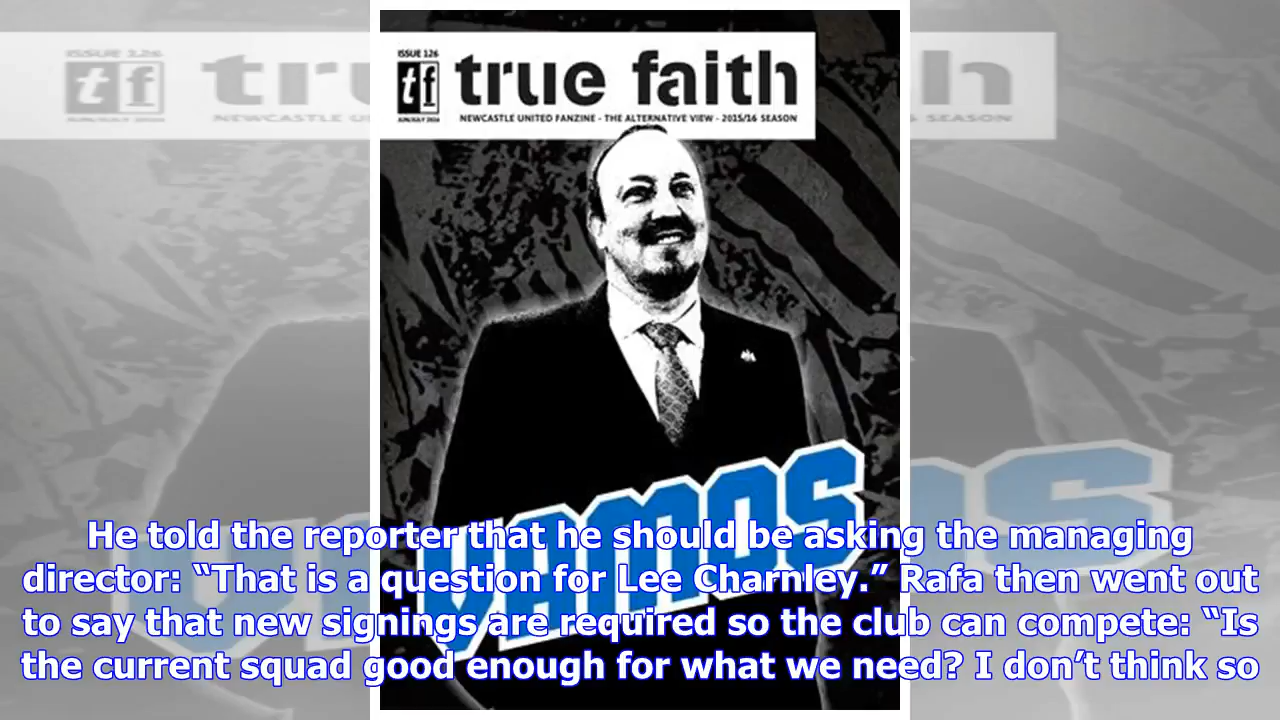 ISSUE 126
tf
JUN/JULY 2016
true faith
NEWCASTLE UNITED FANZINE - THE ALTERNATIVE VIEW - 2015/16 SEASON
VAMOS
He told the reporter that he should be asking the managing
director: “That is a question for Lee Charnley.” Rafa then went out
to say that new signings are required so the club can compete: “Is
the current squad good enough for what we need? I don’t think so